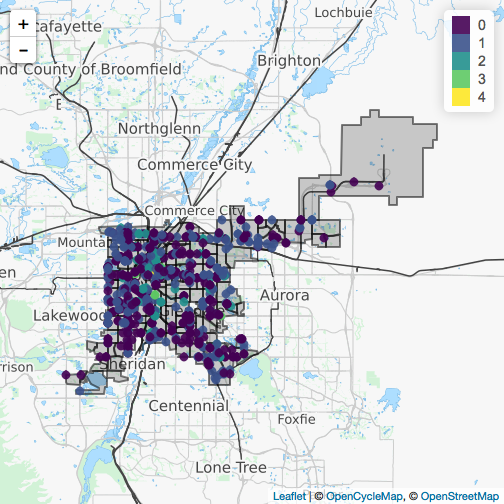 +
−
Lafayette
Lochbuie
0
1
2
3
4
Brighton
nd County of Broomfield
Northglenn
Commerce City
Commerce City
Mountain
en
Aurora
Lakewood
Sheridan
rrison
Centennial
Foxfie
Lone Tree
Leaflet | © OpenCycleMap, © OpenStreetMap